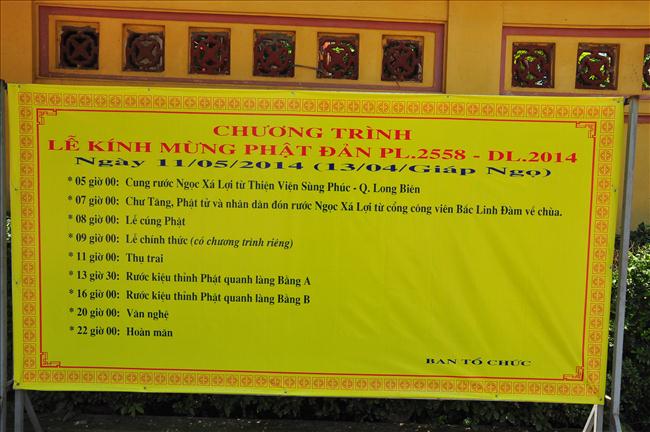 CHƯƠNG TRÌNH
LỄ KÍNH MỪNG PHẬT ĐẢN PL.2558 - DL.2014
Ngày 11/05/2014 (13/04/Giáp Ngọ)
* 05 giờ 00: Cung rước Ngọc Xá Lợi từ Thiện Viện Sùng Phúc - Q. Long Biên
* 07 giờ 00: Chư Tăng, Phật tử và nhân dân đón rước Ngọc Xá Lợi từ cổng công viên Bắc Linh Đàm về chùa.
* 08 giờ 00: Lễ cúng Phật
* 09 giờ 00: Lễ chính thức (có chương trình riêng)
* 11 giờ 00: Thụ trai
* 13 giờ 30: Rước kiệu thỉnh Phật quanh làng Bằng A
* 16 giờ 00: Rước kiệu thỉnh Phật quanh làng Bằng B
* 20 giờ 00: Văn nghệ
* 22 giờ 00: Hoàn mãn
BAN TỔ CHỨC